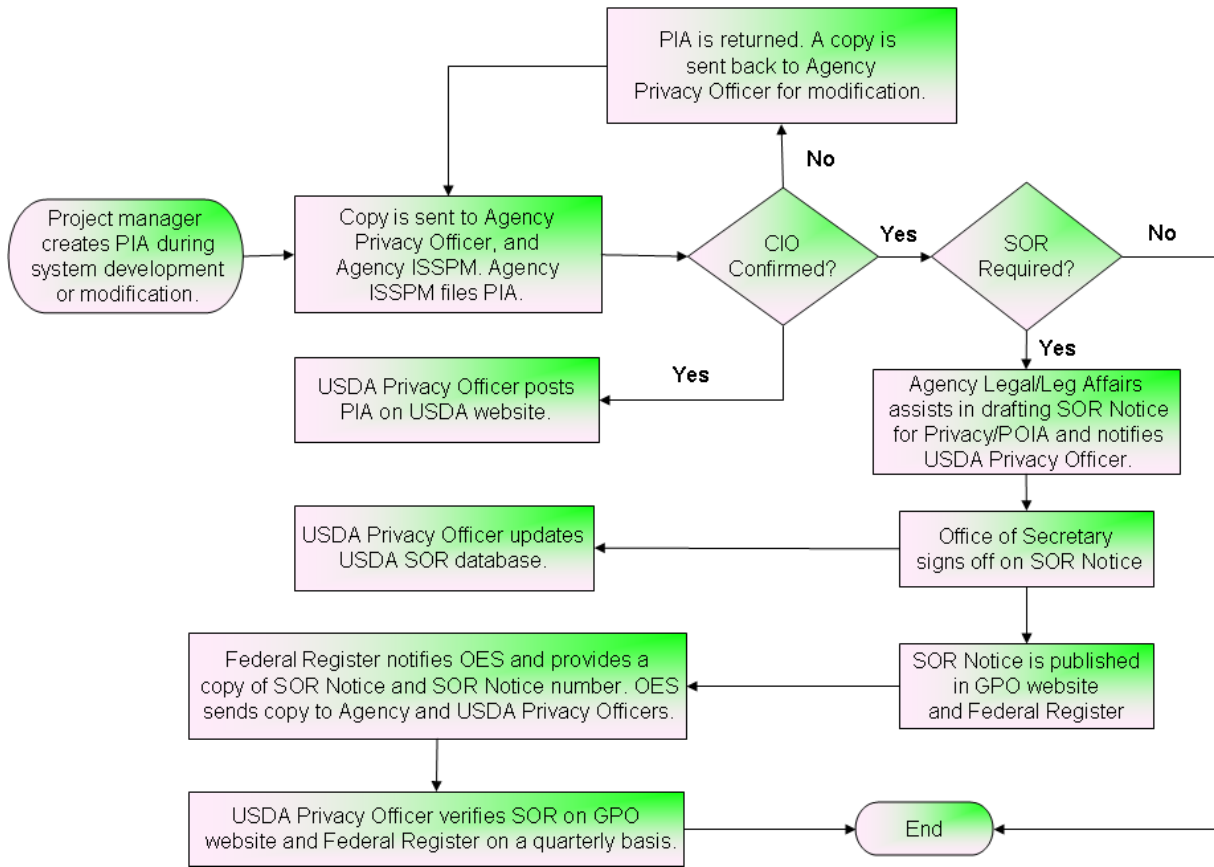 PIA is returned. A copy is
sent back to Agency
Privacy Officer for modification.
No
Project manager
creates PIA during
system development
or modification.
Copy is sent to Agency
Privacy Officer, and
Agency ISSPM. Agency
ISSPM files PIA.
CIO
Confirmed?
Yes
SOR
Required?
No
Yes
Yes
USDA Privacy Officer posts
PIA on USDA website.
Agency Legal/Leg Affairs
assists in drafting SOR Notice
for Privacy/POIA and notifies
USDA Privacy Officer.
USDA Privacy Officer updates
USDA SOR database.
Office of Secretary
signs off on SOR Notice
Federal Register notifies OES and provides a
copy of SOR Notice and SOR Notice number. OES
sends copy to Agency and USDA Privacy Officers.
SOR Notice is published
in GPO website
and Federal Register
USDA Privacy Officer verifies SOR on GPO
website and Federal Register on a quarterly basis.
End